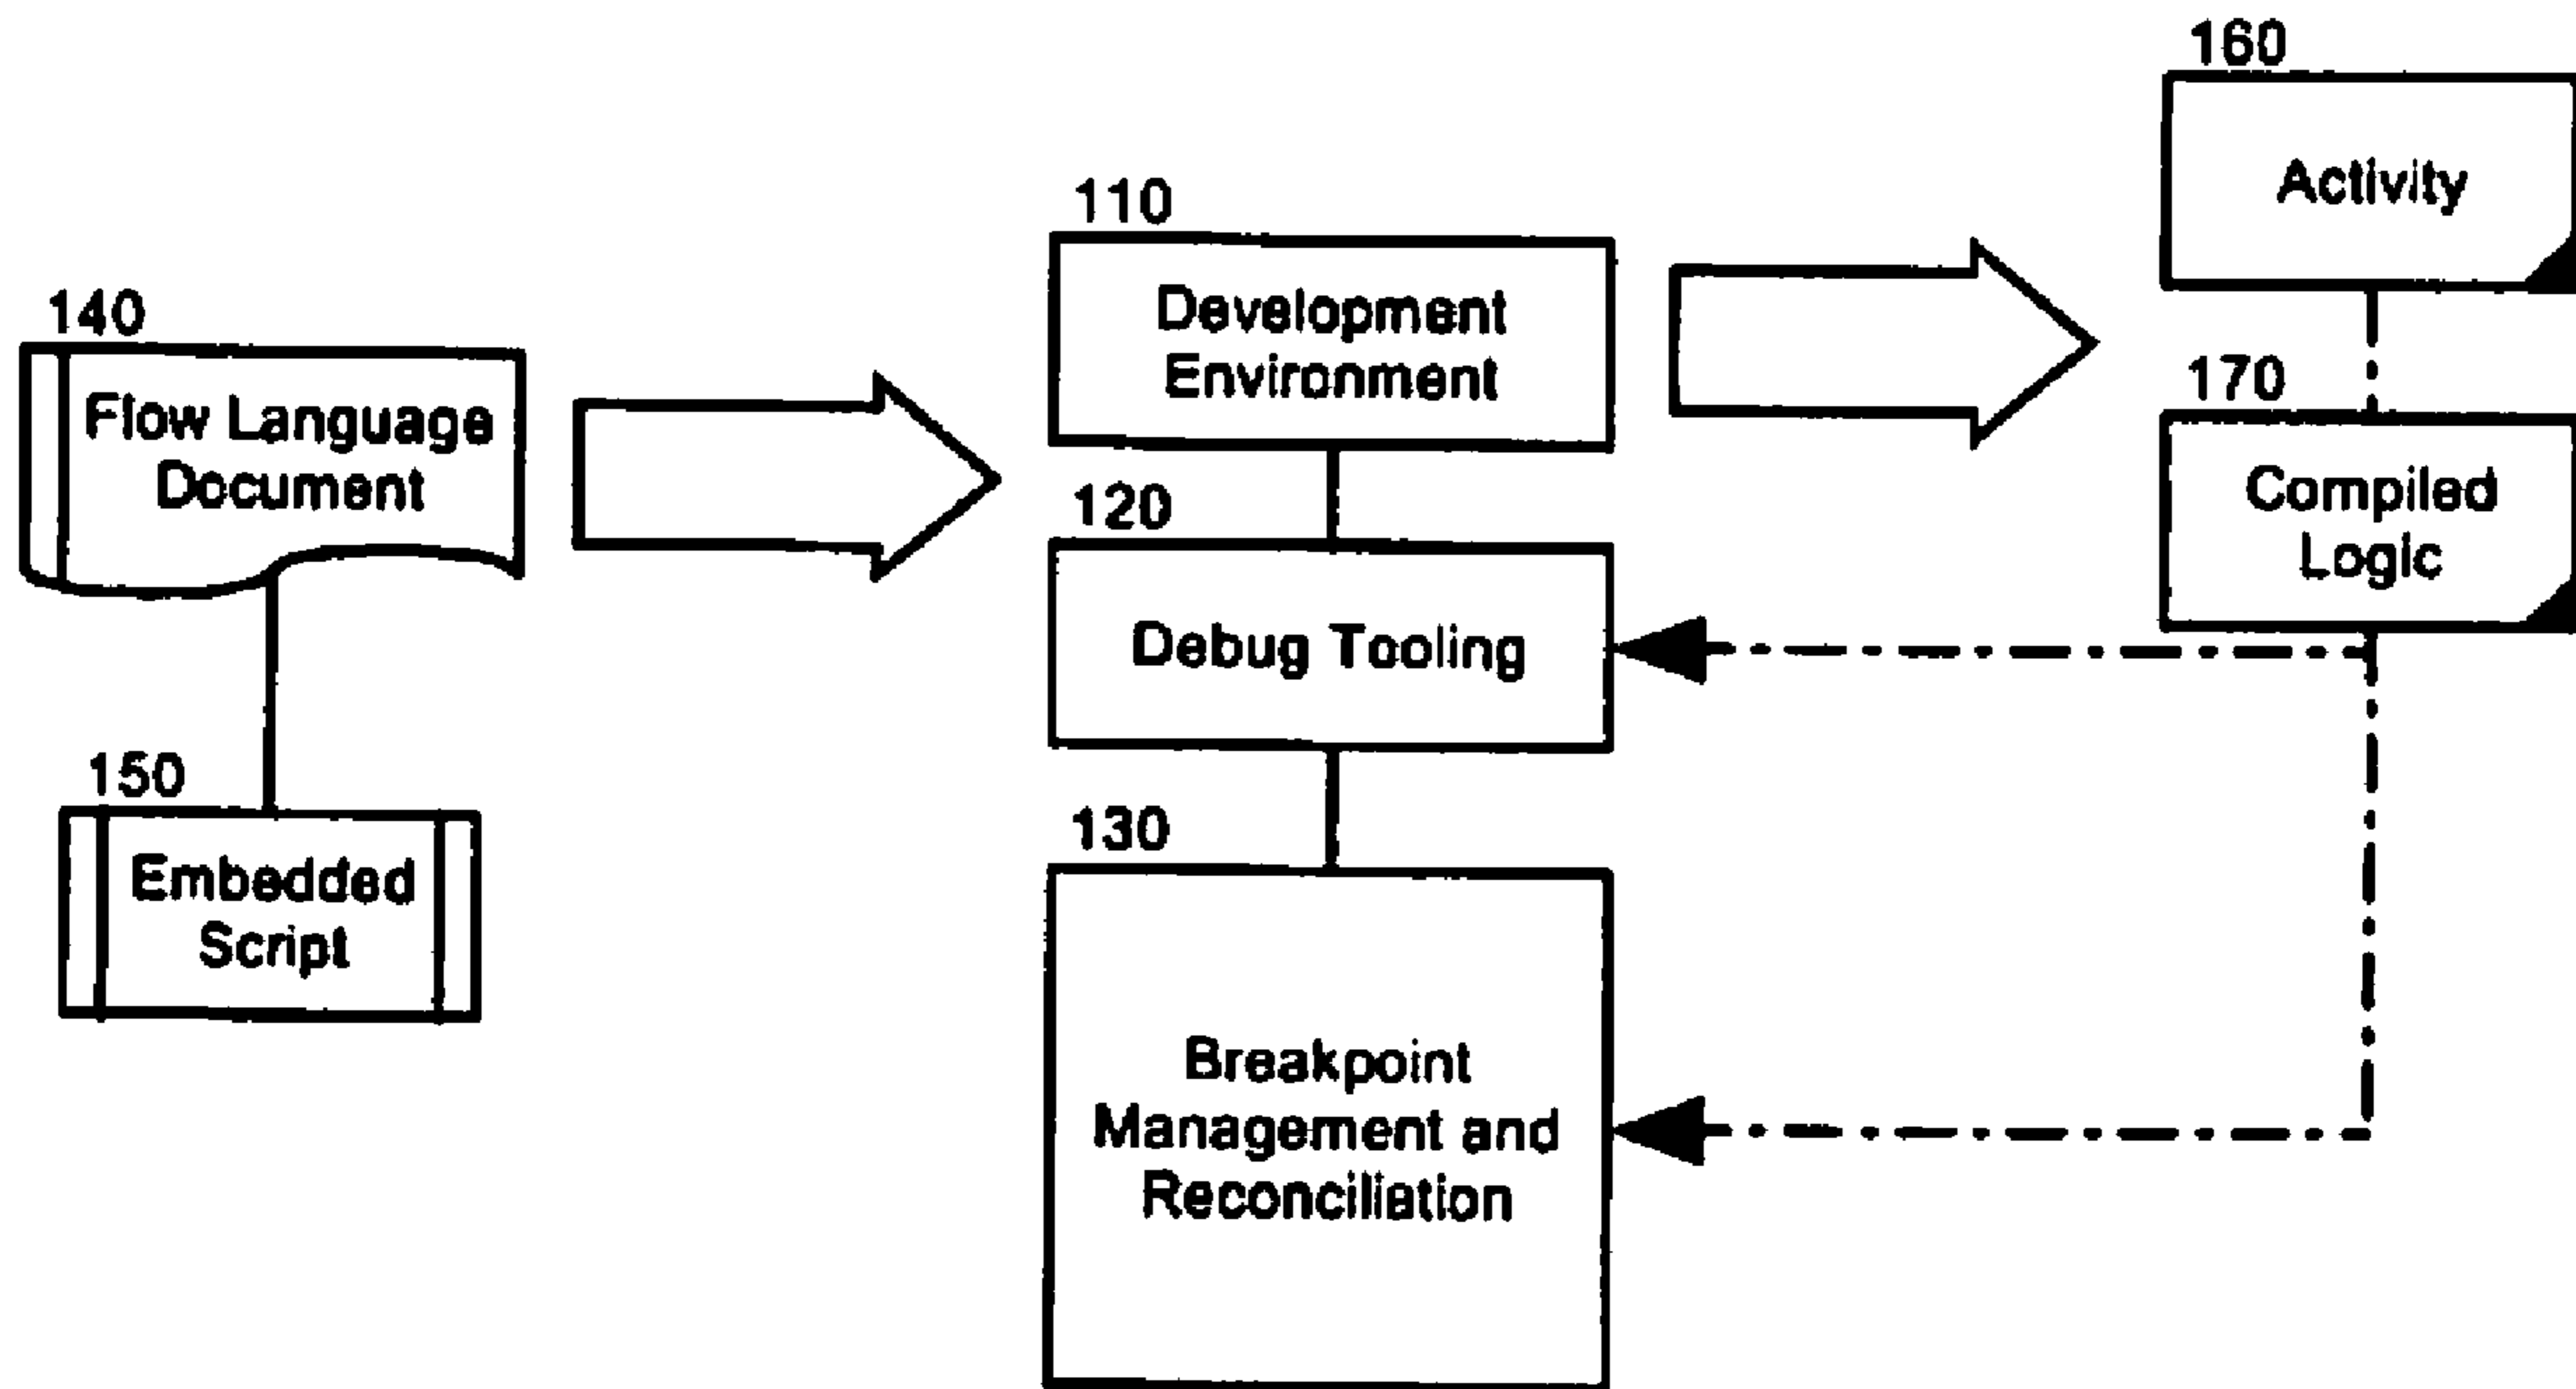 140
Flow Language
Document
150
Embedded
Script
110
Development
Environment
120
Debug Tooling
130
Breakpoint
Management and
Reconciliation
160
Activity
170
Compiled
Logic